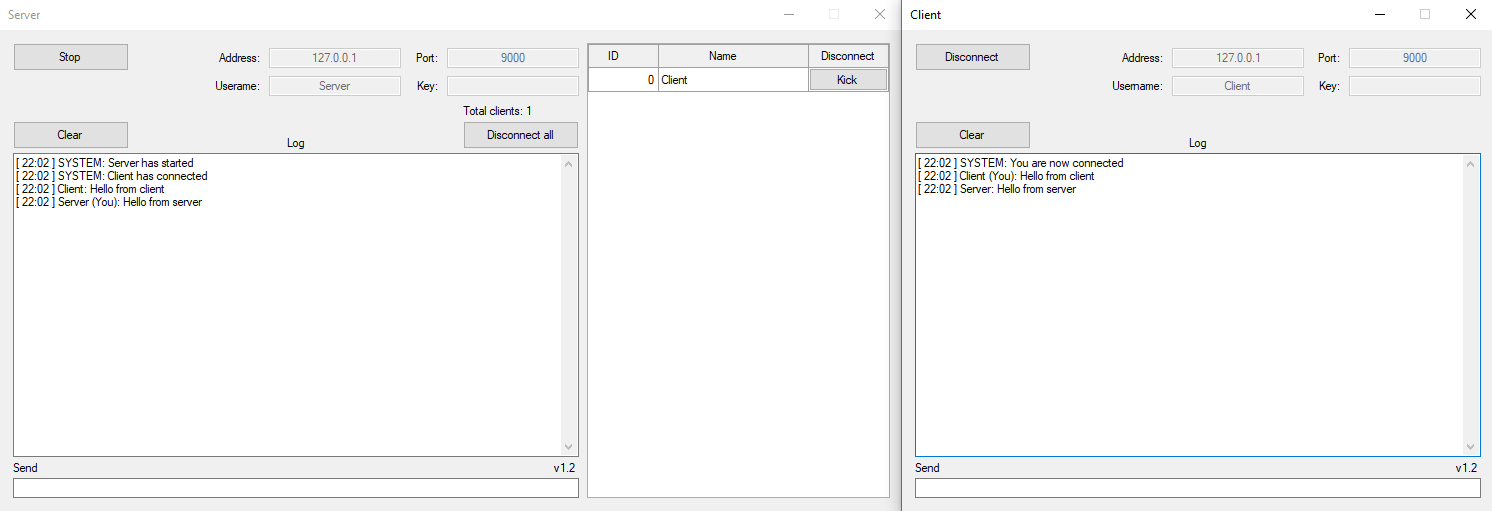 Server
Stop Address: 127.0.0.1 Port: 9000
Userame: Server Key:
Total clients: 1
Clear Log Disconnect all
[ 22:02 ] SYSTEM: Server has started
[ 22:02 ] SYSTEM: Client has connected
[ 22:02 ] Client: Hello from client
[ 22:02 ] Server (You): Hello from server
Send v1.2
ID Name Disconnect
0 Client Kick
Client
Disconnect Address: 127.0.0.1 Port: 9000
Username: Client Key:
Clear Log
[ 22:02 ] SYSTEM: You are now connected
[ 22:02 ] Client (You): Hello from client
[ 22:02 ] Server: Hello from server
Send v1.2